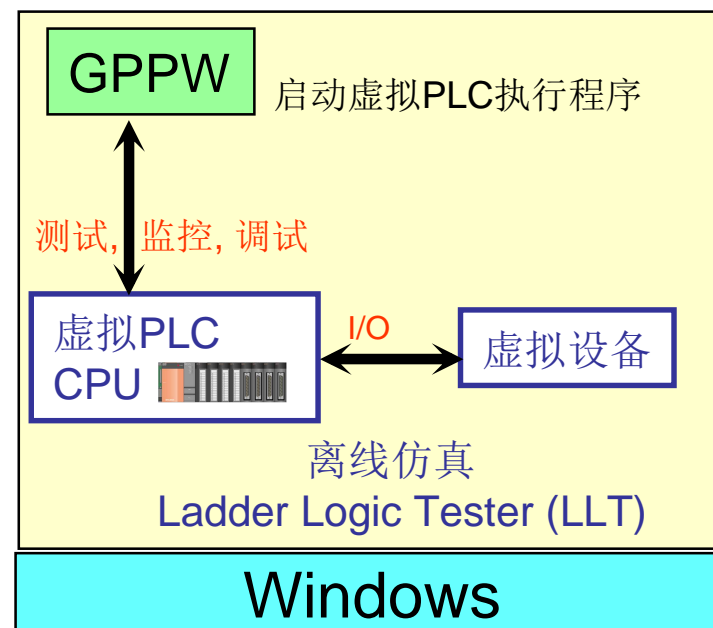 GPPW
启动虚拟PLC执行程序
测试, 监控, 调试
虚拟PLC
CPU
I/O
虚拟设备
离线仿真
Ladder Logic Tester (LLT)
Windows